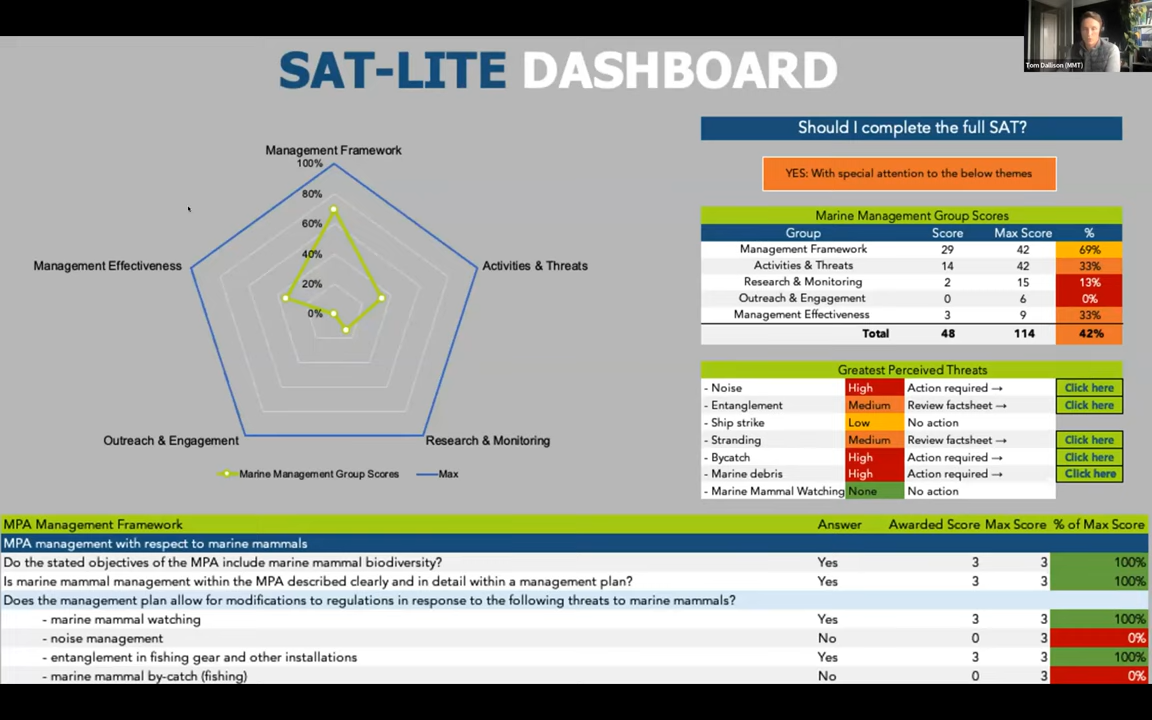 Tom Dallison (MMT)
SAT-LITE DASHBOARD
Should I complete the full SAT?
YES: With special attention to the below themes
Management Framework
100%
80%
60%
40%
20%
0%
Management Effectiveness
Activities & Threats
Outreach & Engagement
Research & Monitoring
Marine Management Group Scores
Max
Marine Management Group Scores
Group Score Max Score %
Management Framework 29 42 69%
Activities & Threats 14 42 33%
Research & Monitoring 2 15 13%
Outreach & Engagement 0 6 0%
Management Effectiveness 3 9 33%
Total 48 114 42%
Greatest Perceived Threats
- Noise High Action required → Click here
- Entanglement Medium Review factsheet → Click here
- Ship strike Low No action
- Stranding Medium Review factsheet → Click here
- Bycatch High Action required → Click here
- Marine debris High Action required → Click here
- Marine Mammal Watching None No action
MPA Management Framework Answer Awarded Score Max Score % of Max Score
MPA management with respect to marine mammals
Do the stated objectives of the MPA include marine mammal biodiversity? Yes 3 3 100%
Is marine mammal management within the MPA described clearly and in detail within a management plan? Yes 3 3 100%
Does the management plan allow for modifications to regulations in response to the following threats to marine mammals?
- marine mammal watching Yes 3 3 100%
- noise management No 0 3 0%
- entanglement in fishing gear and other installations Yes 3 3 100%
- marine mammal by-catch (fishing) No 0 3 0%